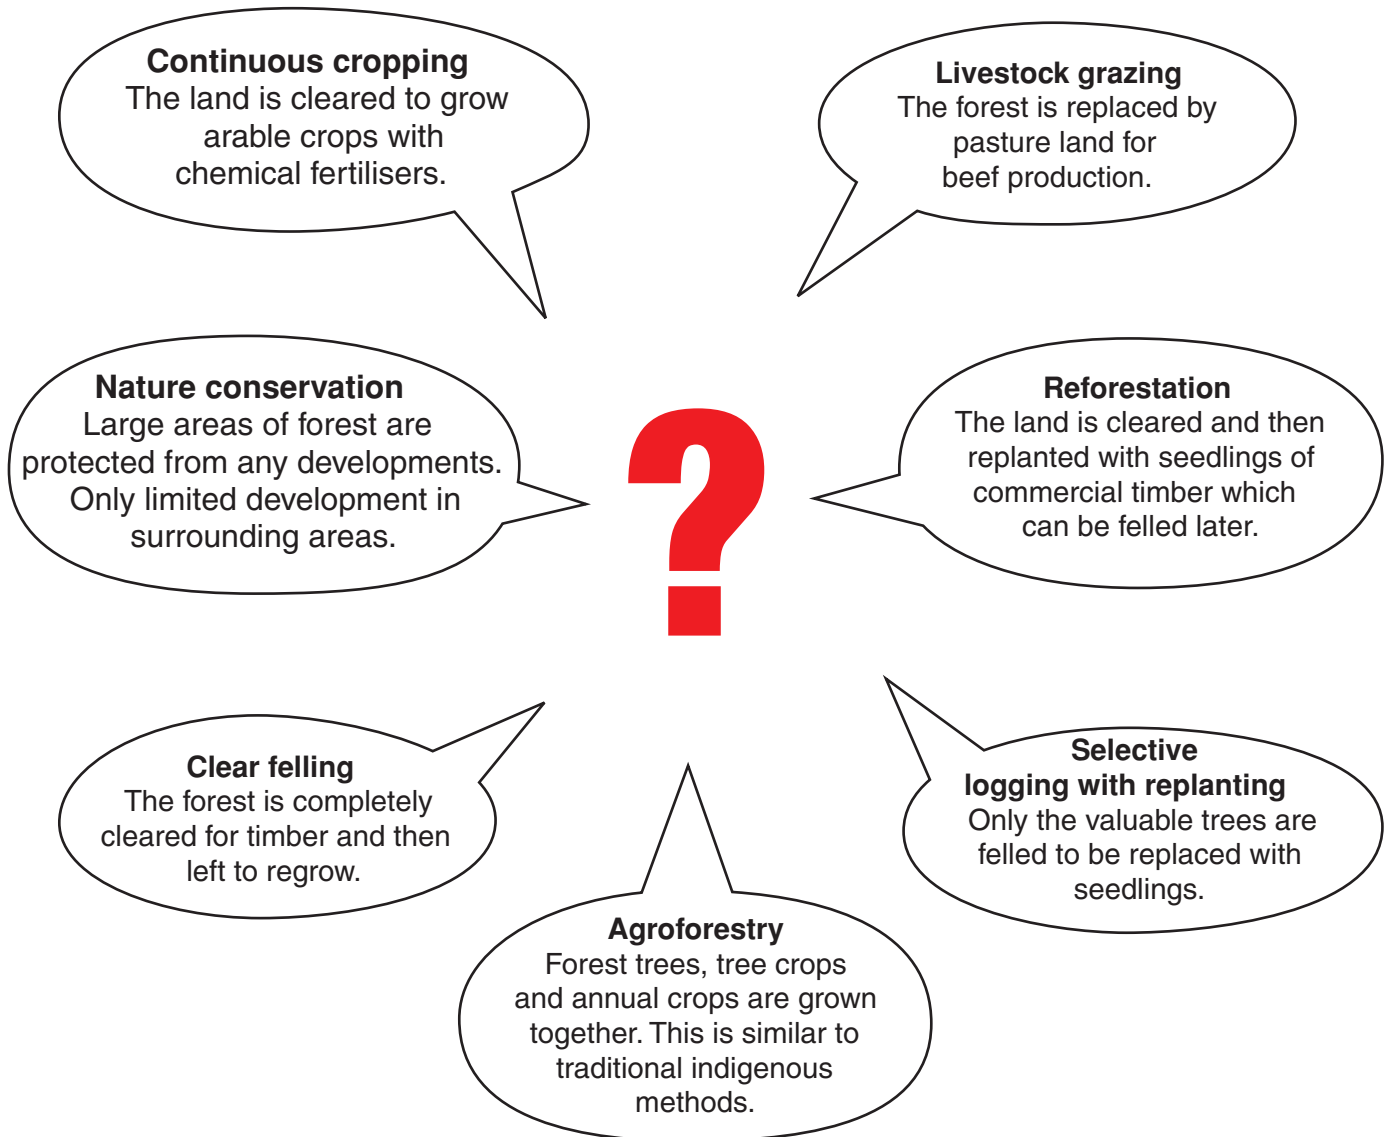 Continuous cropping
The land is cleared to grow
arable crops with
chemical fertilisers.
Livestock grazing
The forest is replaced by
pasture land for
beef production.
Nature conservation
Large areas of forest are
protected from any developments.
Only limited development in
surrounding areas.
?
Reforestation
The land is cleared and then
replanted with seedlings of
commercial timber which
can be felled later.
Clear felling
The forest is completely
cleared for timber and then
left to regrow.
Selective
logging with replanting
Only the valuable trees are
felled to be replaced with
seedlings.
Agroforestry
Forest trees, tree crops
and annual crops are grown
together. This is similar to
traditional indigenous
methods.